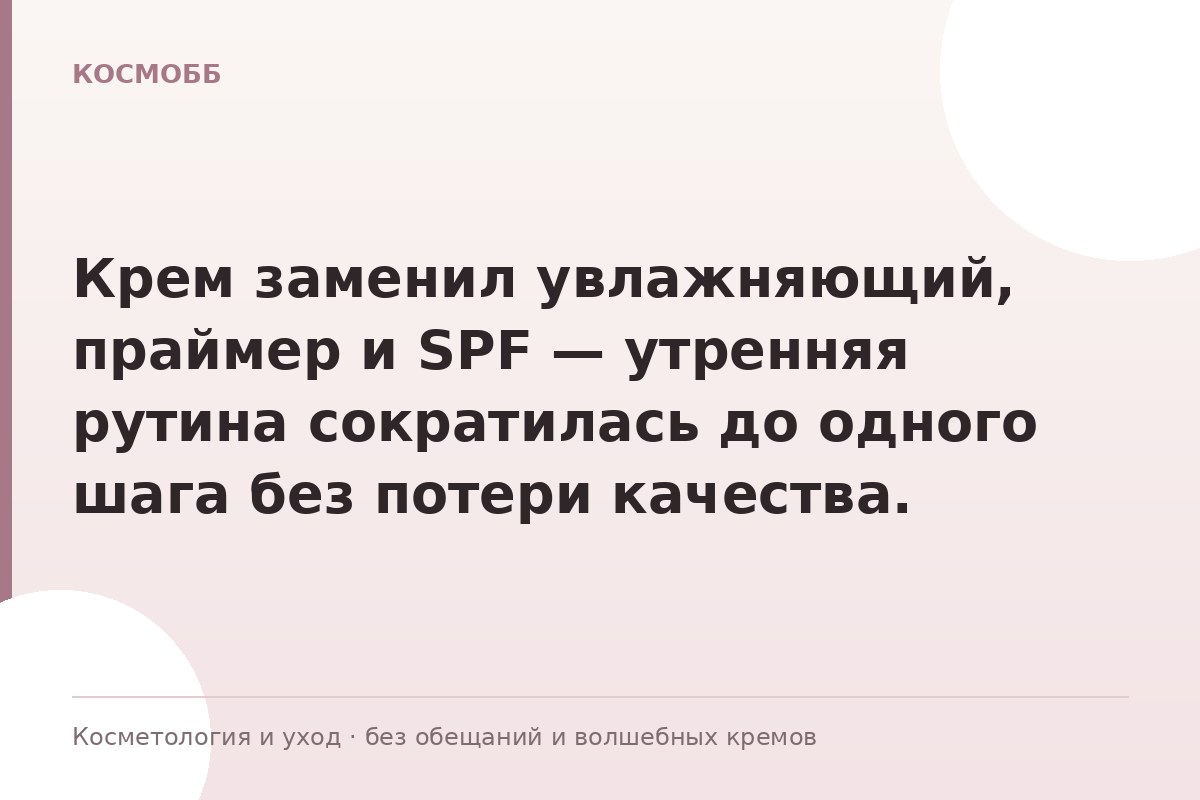 КОСМОББ
Крем заменил увлажняющий,
праймер и SPF — утренняя
рутина сократилась до одного
шага без потери качества.
Косметология и уход · без обещаний и волшебных кремов